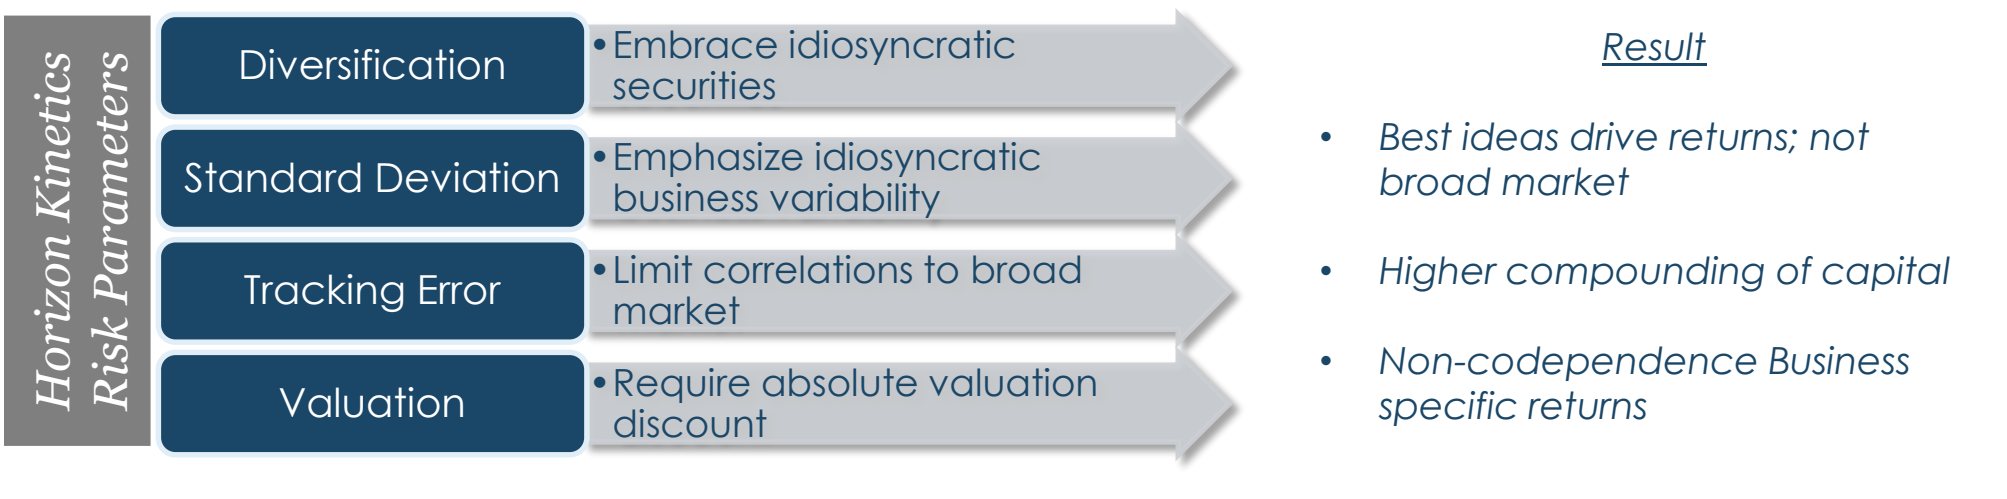 Horizon Kinetics
Risk Parameters
Diversification
•Embrace idiosyncratic
securities
Standard Deviation
•Emphasize idiosyncratic
business variability
Tracking Error
•Limit correlations to broad
market
Valuation
•Require absolute valuation
discount
Result
• Best ideas drive returns; not
broad market
• Higher compounding of capital
• Non-codependence Business
specific returns